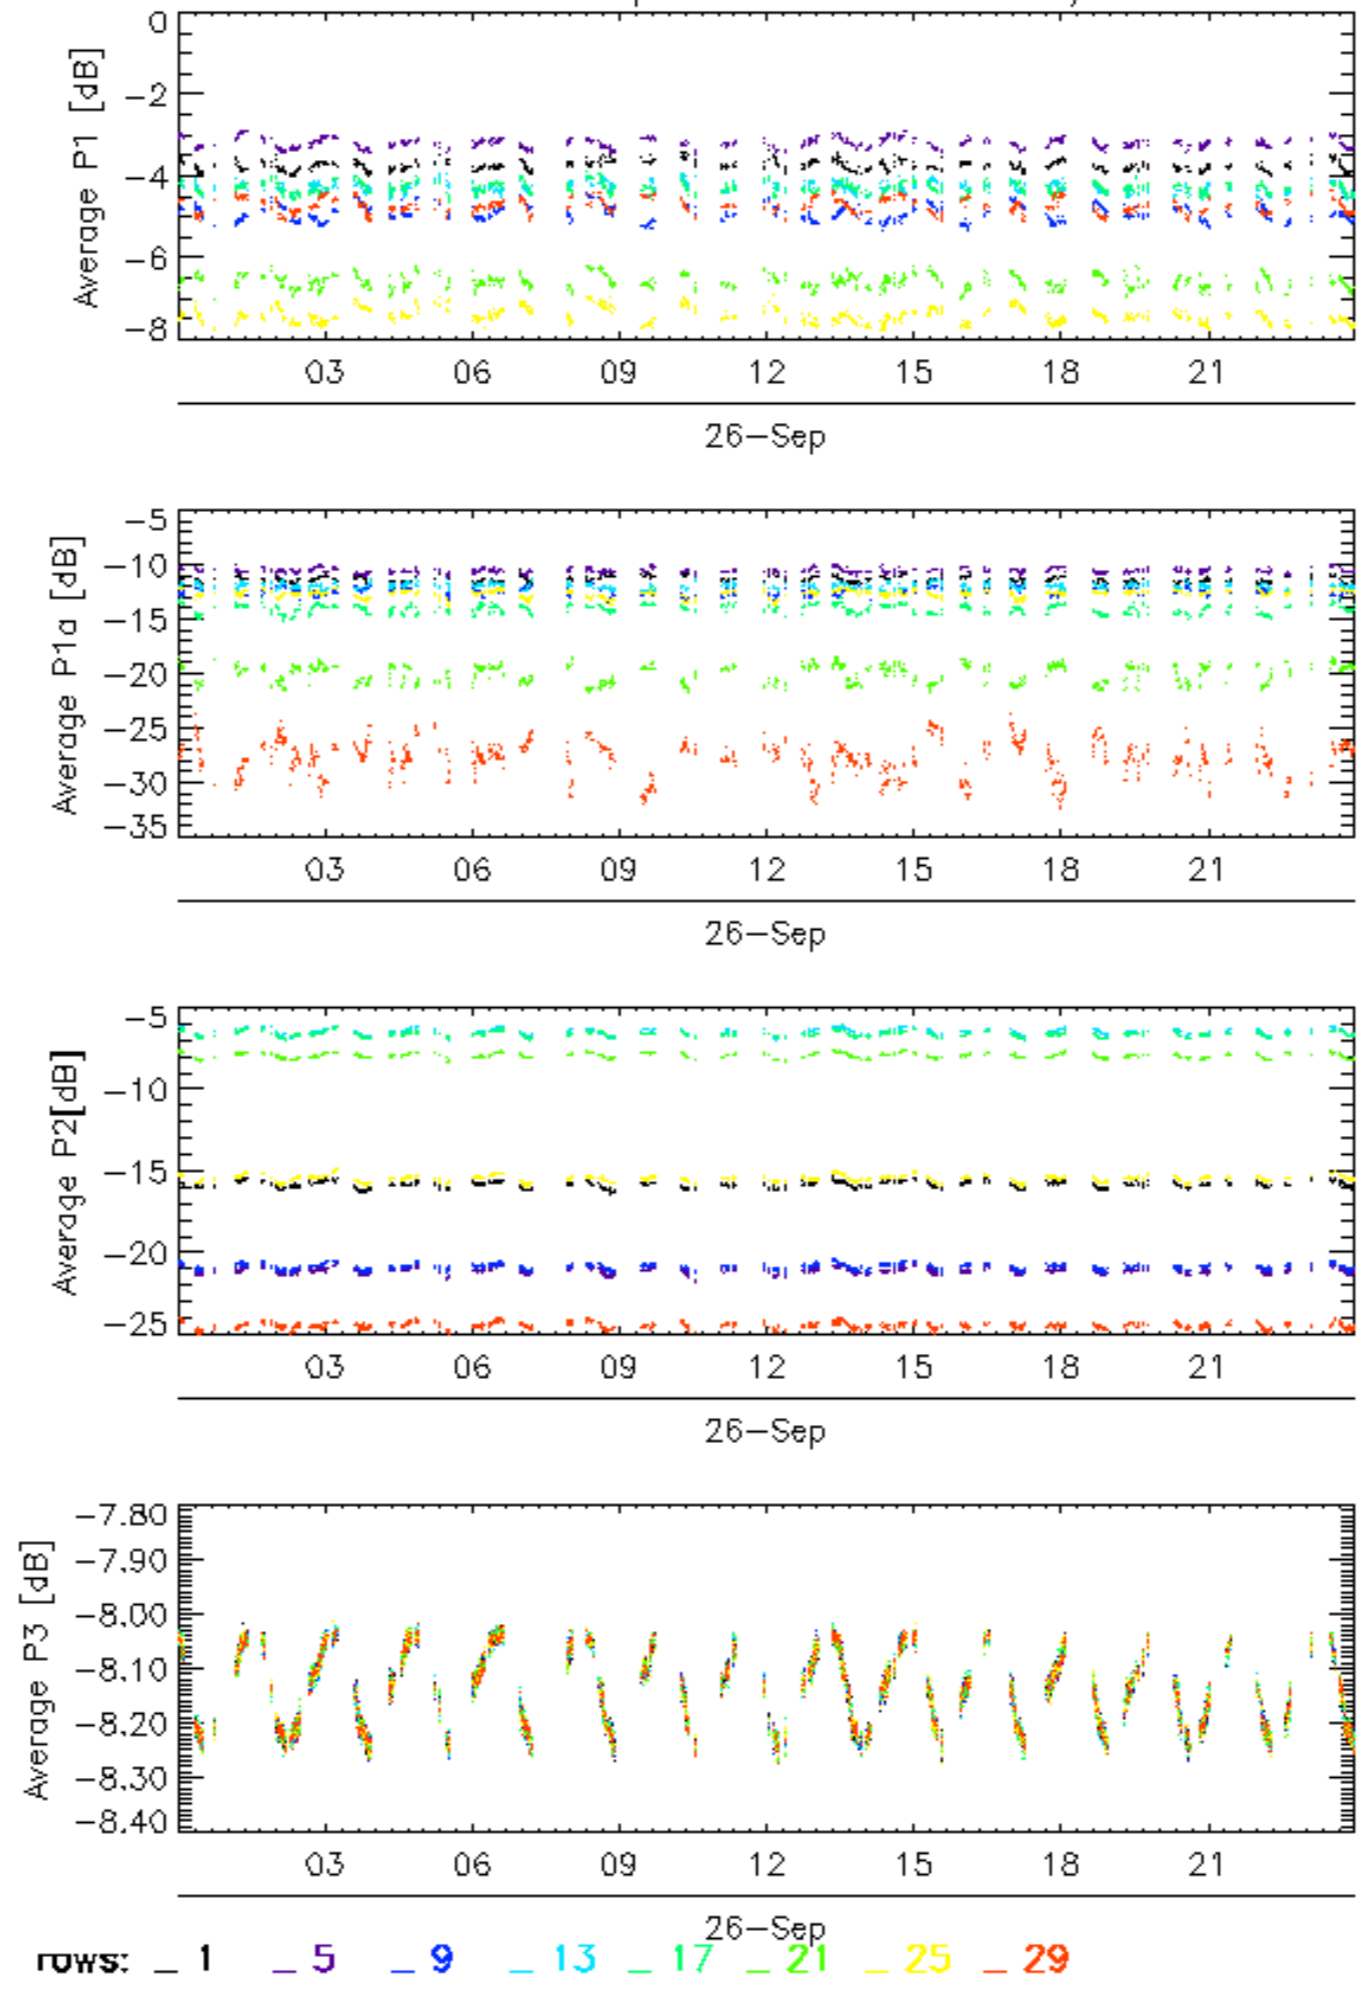 0
−2
−4
−6
−8
Average P1 [dB]
03 06 09 12 15 18 21
26−Sep
−5
−10
−15
−20
−25
−30
−35
Average P1a [dB]
03 06 09 12 15 18 21
26−Sep
−5
−10
−15
−20
−25
Average P2[dB]
03 06 09 12 15 18 21
26−Sep
−7.80
−7.90
−8.00
−8.10
−8.20
−8.30
−8.40
Average P3 [dB]
03 06 09 12 15 18 21
26−Sep
rows: _ 1 _ 5 _ 9 _ 13 _ 17 _ 21 _ 25 _ 29